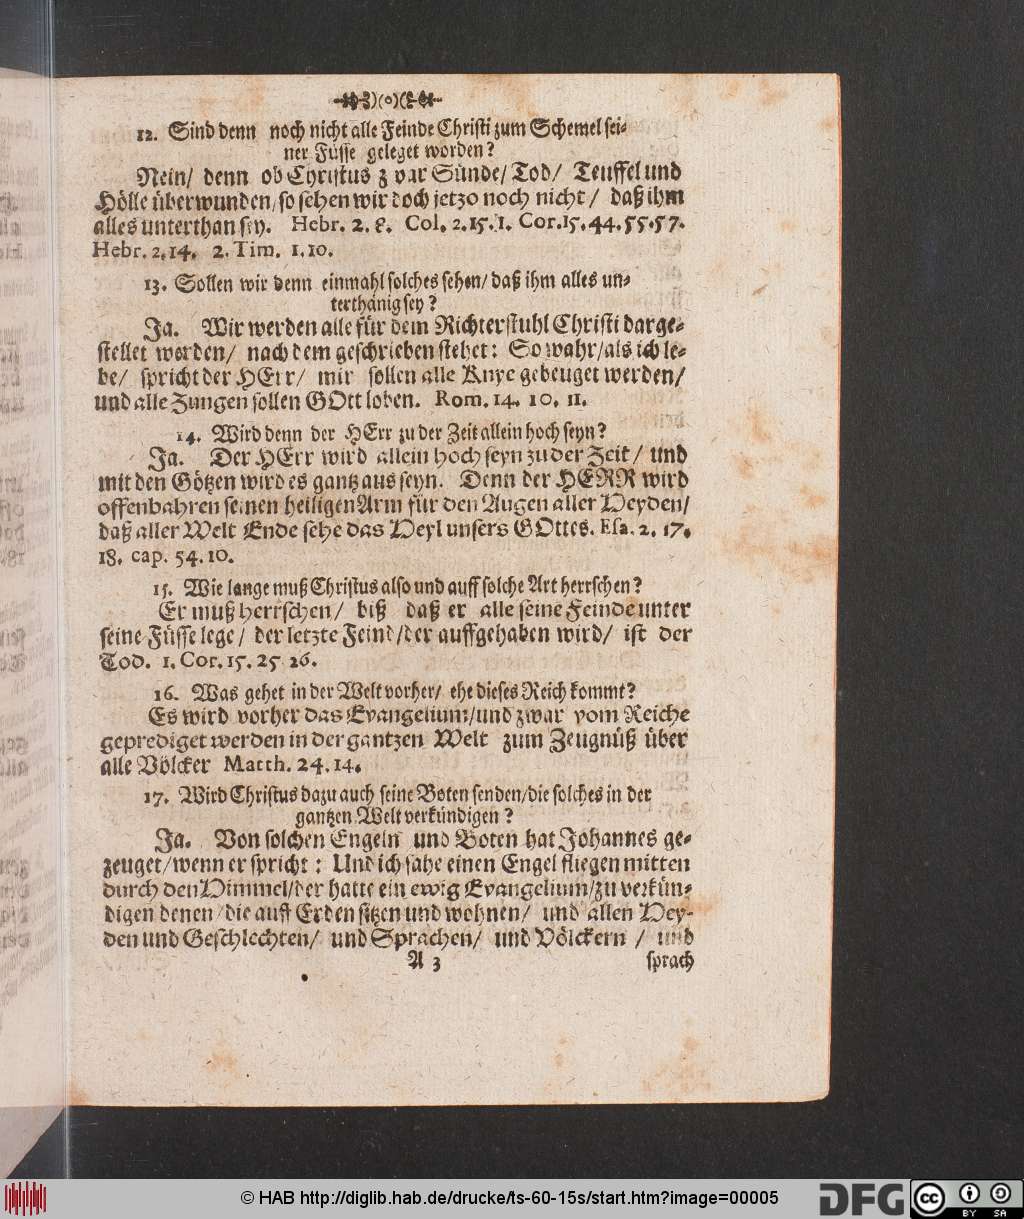 12. Sind denn noch nicht alle Feinde Christi zum Schemel sei-
ner Füsse geleget worden?
Nein/ denn ob Christus zwar Sünde/ Tod/ Teuffel und
Hölle überwunden/ so sehen wir doch jetzo noch nicht/ daß ihm
alles unterthan sey. Hebr. 2. 8. Col. 2. 15. 1. Cor. 15. 44. 55. 57.
Hebr. 2. 14. 2. Tim. 1. 10.
13. Sollen wir denn einmahl solches sehen/ daß ihm alles un-
terthänig sey?
Ja. Wir werden alle für dem Richterstuhl Christi darge-
stellet werden/ nach dem geschrieben stehet: So wahr/ als ich le-
be/ spricht der HErr/ mir sollen alle Knye gebeuget werden/
und alle Zungen sollen GOtt loben. Rom. 14. 10. 11.
14. Wird denn der HErr zu der Zeit allein hoch seyn?
Ja. Der HErr wird allein hoch seyn zu der Zeit/ und
mit den Götzen wird es gantz aus seyn. Denn der HERR wird
offenbahren seinen heiligen Arm für den Augen aller Heyden/
daß aller Welt Ende sehe das Heyl unsers GOttes. Esa. 2. 17.
18. cap. 54. 10.
15. Wie lange muß Christus also und auff solche Art herrschen?
Er muß herrschen/ biß daß er alle seine Feinde unter
seine Füsse lege/ der letzte Feind/ der auffgehaben wird/ ist der
Tod. 1. Cor. 15. 25 26.
16. Was gehet in der Welt vorher/ ehe dieses Reich kommt?
Es wird vorher das Evangelium/ und zwar vom Reiche
geprediget werden in der gantzen Welt zum Zeugnüß über
alle Völcker Matth. 24. 14.
17. Wird Christus dazu auch seine Boten senden/ die solches in der
gantzen Welt verkündigen?
Ja. Von solchen Engeln und Boten hat Johannes ge-
zeuget/ wenn er spricht: Und ich sahe einen Engel fliegen mitten
durch den Himmel/ der hatte ein ewig Evangelium/ zu verkün-
digen denen/ die auff Erden sitzen und wohnen/ und allen Hey-
den und Geschlechten/ und Sprachen/ und Völckern/ und
A 3 sprach
© HAB http://diglib.hab.de/drucke/ts-60-15s/start.htm?image=00005
DFG
cc BY SA